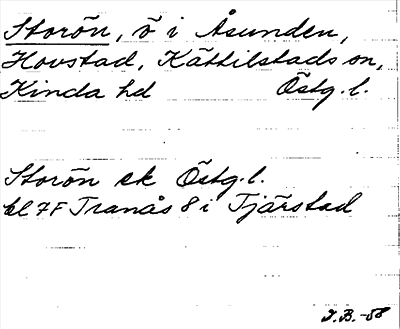 Storön, ö i Åsunden,
Hovstad, Kättilstads sn,
Kinda hd Östg. l.
Storön ek Östg. l.
bl 7F Tranås 8 i Tjärstad
J.B. -58